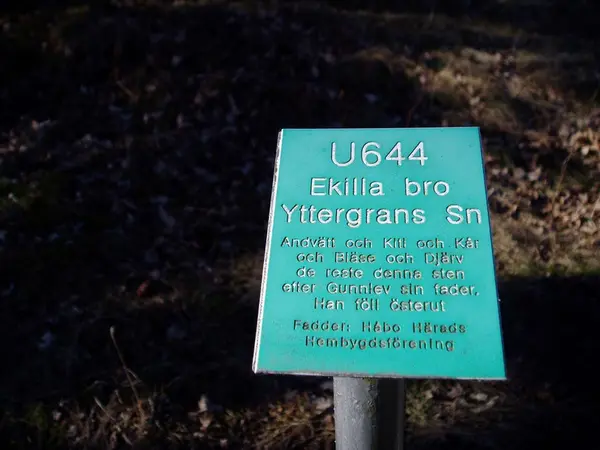 U644
Ekilla bro
Yttergrans Sn
Andvätt och Kitt och Kår
och Bläse och Djärv
de reste denna sten
efter Gunnlev sin fader.
Han föll österut
Fadder: Håbo Härads
Hembygdsförening